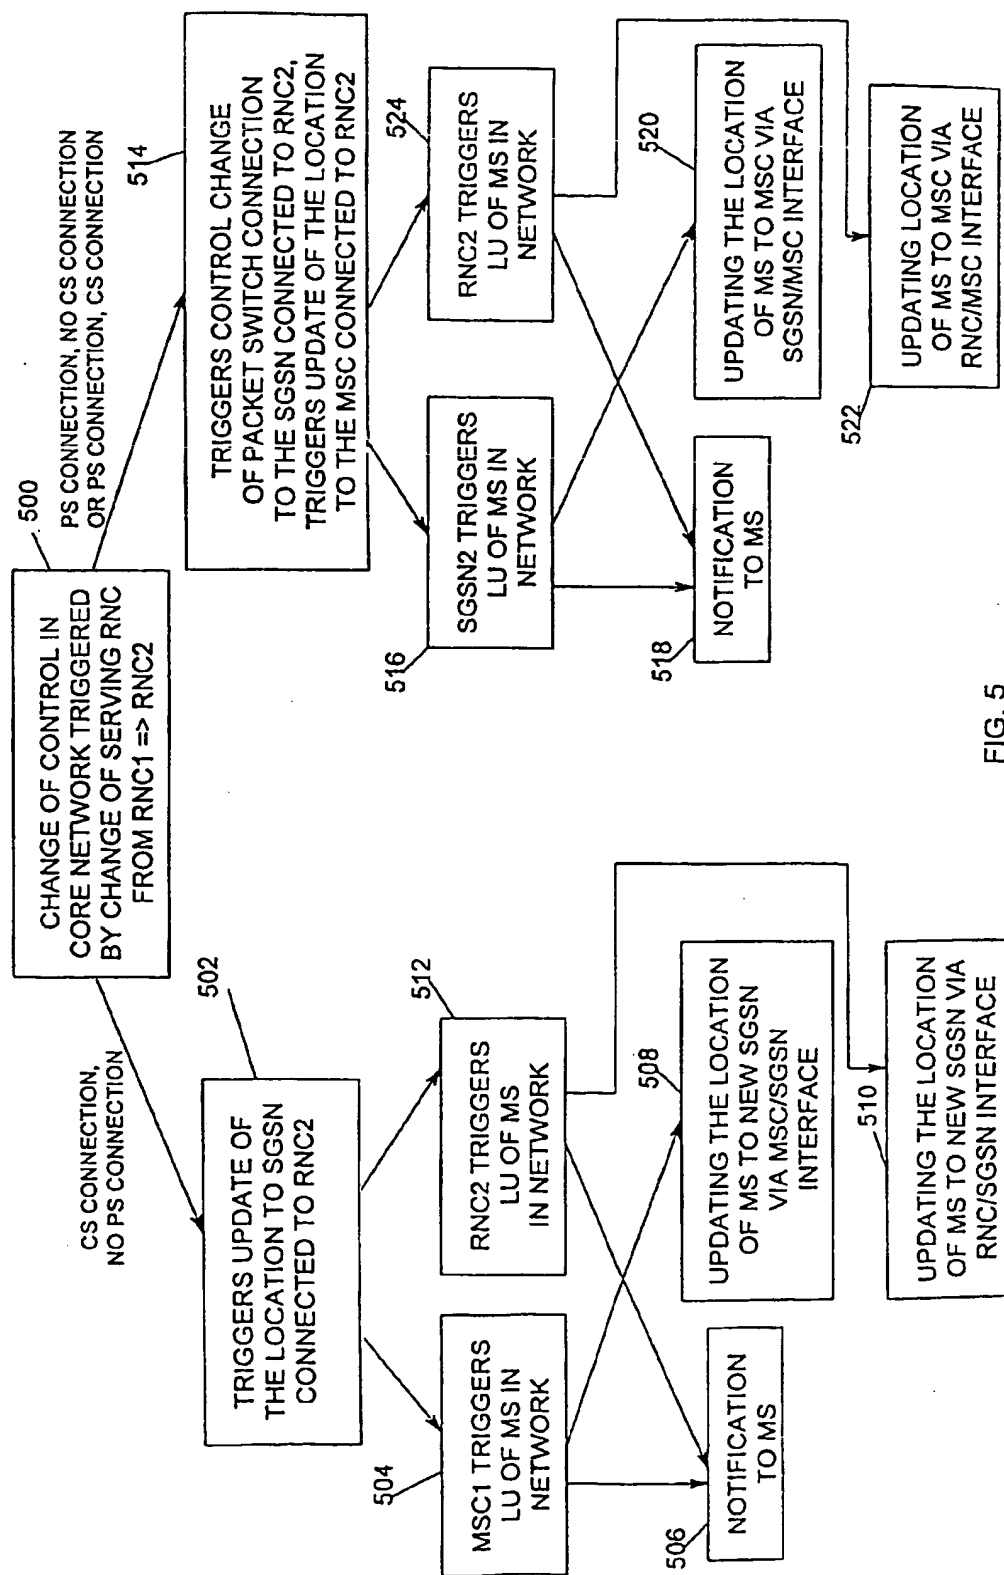 500
CHANGE OF CONTROL IN
CORE NETWORK TRIGGERED
BY CHANGE OF SERVING RNC
FROM RNC1 => RNC2
CS CONNECTION,
NO PS CONNECTION
502
TRIGGERS UPDATE OF
THE LOCATION TO SGSN
CONNECTED TO RNC2
504
MSC1 TRIGGERS
LU OF MS IN
NETWORK
512
RNC2 TRIGGERS
LU OF MS
IN NETWORK
506
NOTIFICATION
TO MS
508
UPDATING THE LOCATION
OF MS TO NEW SGSN
VIA MSC/SGSN
INTERFACE
510
UPDATING THE LOCATION
OF MS TO NEW SGSN VIA
RNC/SGSN INTERFACE
PS CONNECTION, NO CS CONNECTION
OR PS CONNECTION, CS CONNECTION
514
TRIGGERS CONTROL CHANGE
OF PACKET SWITCH CONNECTION
TO THE SGSN CONNECTED TO RNC2,
TRIGGERS UPDATE OF THE LOCATION
TO THE MSC CONNECTED TO RNC2
516
SGSN2 TRIGGERS
LU OF MS IN
NETWORK
524
RNC2 TRIGGERS
LU OF MS IN
NETWORK
518
NOTIFICATION
TO MS
520
UPDATING THE LOCATION
OF MS TO MSC VIA
SGSN/MSC INTERFACE
522
UPDATING LOCATION
OF MS TO MSC VIA
RNC/MSC INTERFACE
FIG. 5